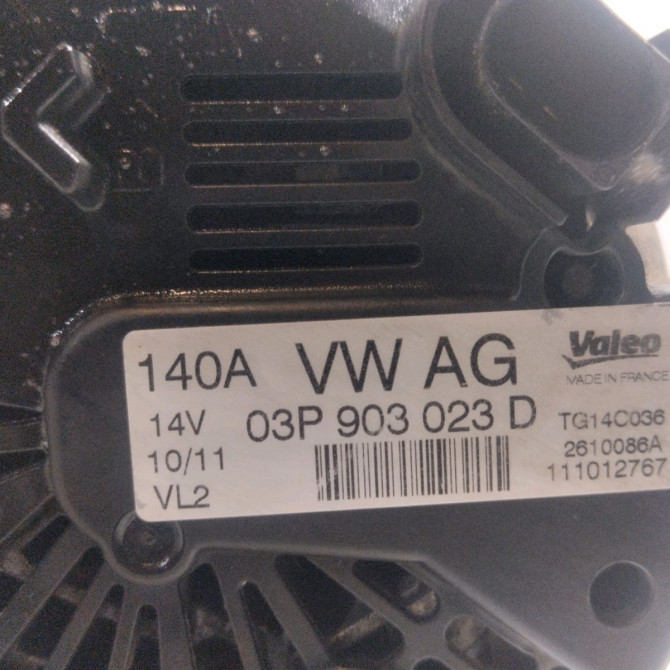 140A VW AG Valeo
MADE IN FRANCE
14V 03P 903 023 D TG14C036
10/11 2610086A
VL2 111012767